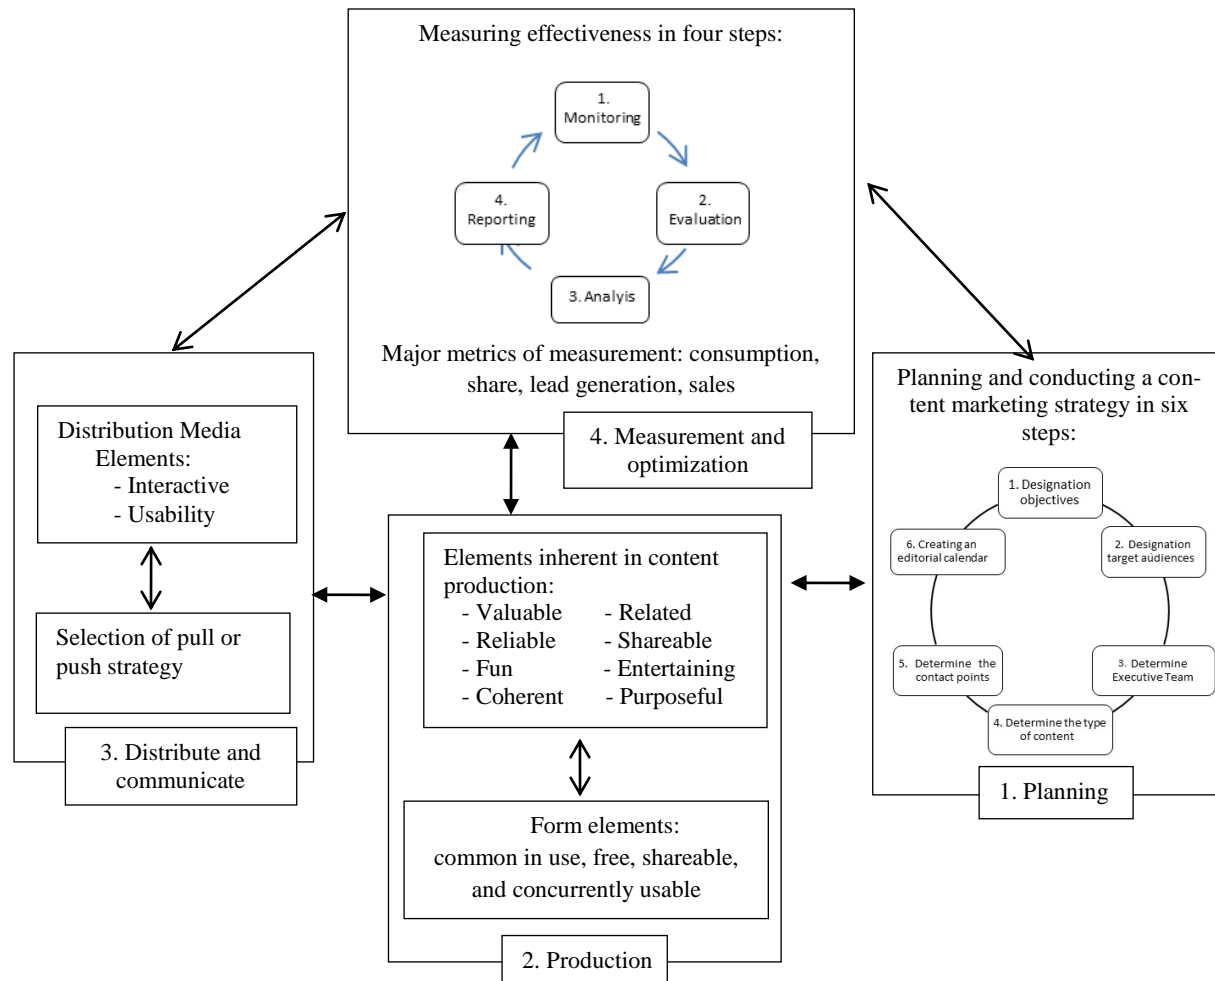 Measuring effectiveness in four steps:
1.
Monitoring
2.
Evaluation
3. Analyis
4.
Reporting
Major metrics of measurement: consumption,
share, lead generation, sales
4. Measurement and
optimization
Distribution Media
Elements:
- Interactive
- Usability
Selection of pull or
push strategy
3. Distribute and
communicate
Elements inherent in content
production:
- Valuable - Related
- Reliable - Shareable
- Fun - Entertaining
- Coherent - Purposeful
Form elements:
common in use, free, shareable,
and concurrently usable
2. Production
Planning and conducting a con-
tent marketing strategy in six
steps:
1. Designation
objectives
2. Designation
target audiences
3. Determine
Executive Team
4. Determine the type
of content
5. Determine the
contact points
6. Creating an
editorial calendar
1. Planning